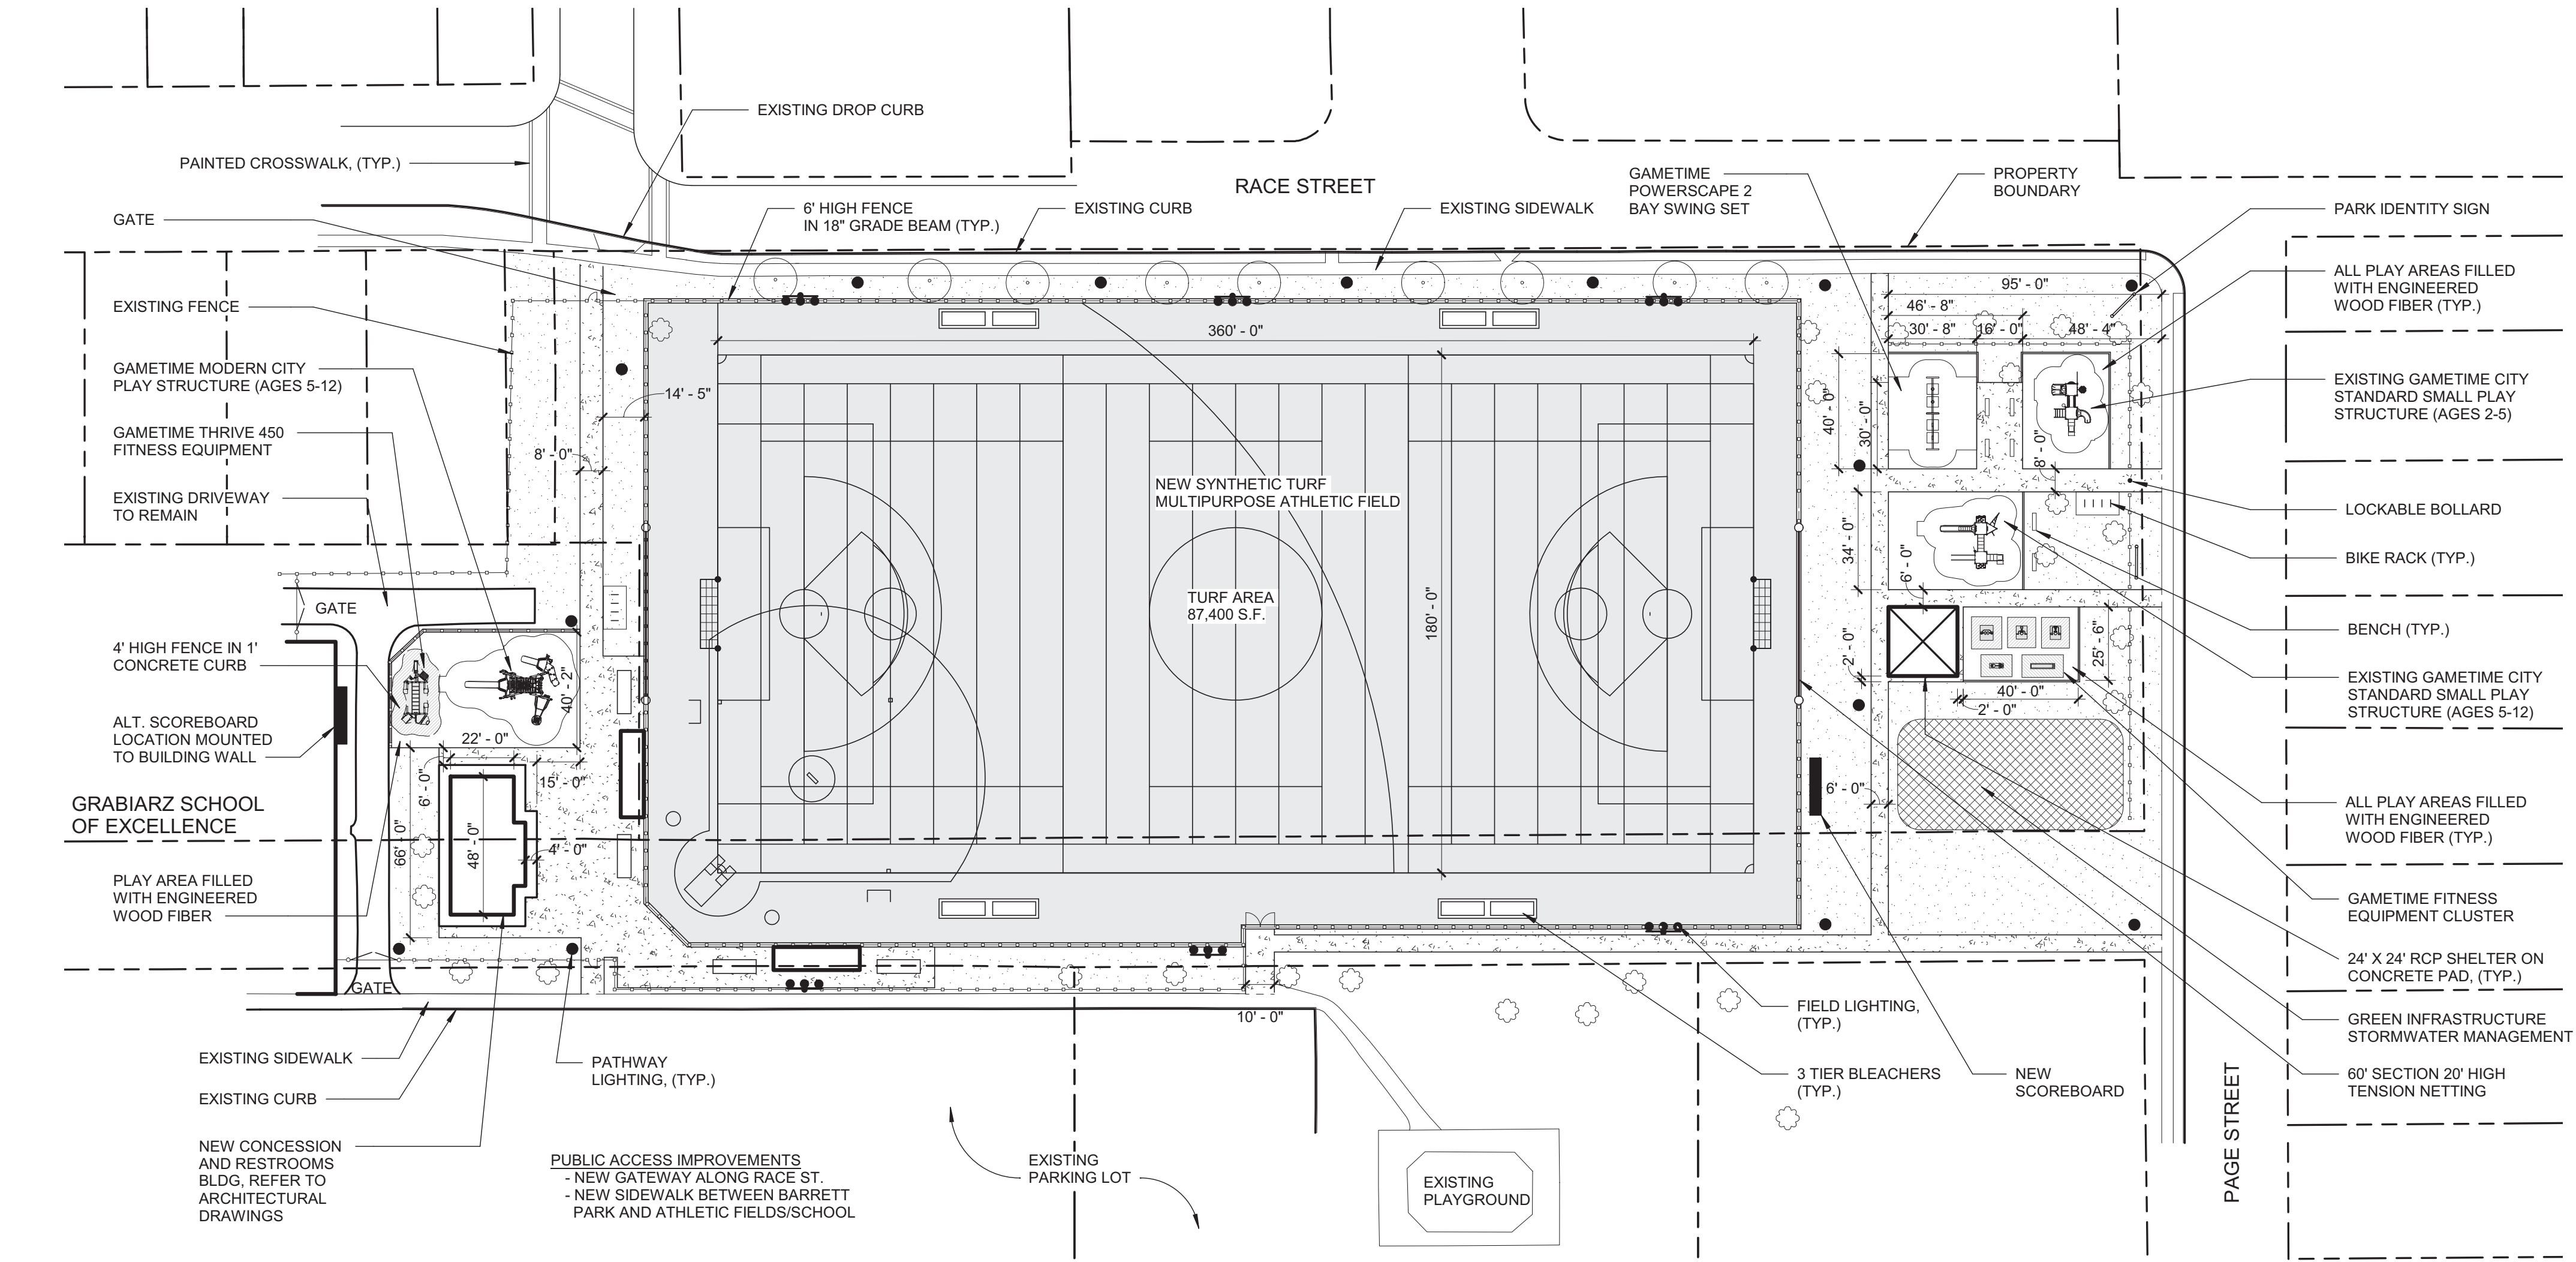 EXISTING DROP CURB
PAINTED CROSSWALK, (TYP.)
RACE STREET
GAMETIME
POWERSCAPE 2
BAY SWING SET
PROPERTY
BOUNDARY
GATE
6' HIGH FENCE
IN 18" GRADE BEAM (TYP.)
EXISTING CURB
EXISTING SIDEWALK
PARK IDENTITY SIGN
EXISTING FENCE
ALL PLAY AREAS FILLED
WITH ENGINEERED
WOOD FIBER (TYP.)
95' - 0"
46' - 8"
30' - 8"
16' - 0"
48' - 4"
360' - 0"
GAMETIME MODERN CITY
PLAY STRUCTURE (AGES 5-12)
14' - 5"
EXISTING GAMETIME CITY
STANDARD SMALL PLAY
STRUCTURE (AGES 2-5)
40' - 0"
30' - 0"
8' - 0"
GAMETIME THRIVE 450
FITNESS EQUIPMENT
8' - 0"
EXISTING DRIVEWAY
TO REMAIN
NEW SYNTHETIC TURF
MULTIPURPOSE ATHLETIC FIELD
LOCKABLE BOLLARD
34' - 0"
6' - 0"
BIKE RACK (TYP.)
GATE
TURF AREA
87,400 S.F.
180' - 0"
BENCH (TYP.)
4' HIGH FENCE IN 1'
CONCRETE CURB
40' - 2"
2' - 0"
25' - 6"
40' - 0"
2' - 0"
EXISTING GAMETIME CITY
STANDARD SMALL PLAY
STRUCTURE (AGES 5-12)
ALT. SCOREBOARD
LOCATION MOUNTED
TO BUILDING WALL
22' - 0"
6' - 0"
15' - 0"
6' - 0"
GRABIARZ SCHOOL
OF EXCELLENCE
66' - 0"
48' - 0"
4' - 0"
ALL PLAY AREAS FILLED
WITH ENGINEERED
WOOD FIBER (TYP.)
PLAY AREA FILLED
WITH ENGINEERED
WOOD FIBER
GAMETIME FITNESS
EQUIPMENT CLUSTER
24' X 24' RCP SHELTER ON
CONCRETE PAD, (TYP.)
GATE
10' - 0"
FIELD LIGHTING,
(TYP.)
GREEN INFRASTRUCTURE
STORMWATER MANAGEMENT
EXISTING SIDEWALK
PATHWAY
LIGHTING, (TYP.)
3 TIER BLEACHERS
(TYP.)
NEW
SCOREBOARD
60' SECTION 20' HIGH
TENSION NETTING
EXISTING CURB
NEW CONCESSION
AND RESTROOMS
BLDG, REFER TO
ARCHITECTURAL
DRAWINGS
PUBLIC ACCESS IMPROVEMENTS
- NEW GATEWAY ALONG RACE ST.
- NEW SIDEWALK BETWEEN BARRETT
PARK AND ATHLETIC FIELDS/SCHOOL
EXISTING
PARKING LOT
EXISTING
PLAYGROUND
PAGE STREET